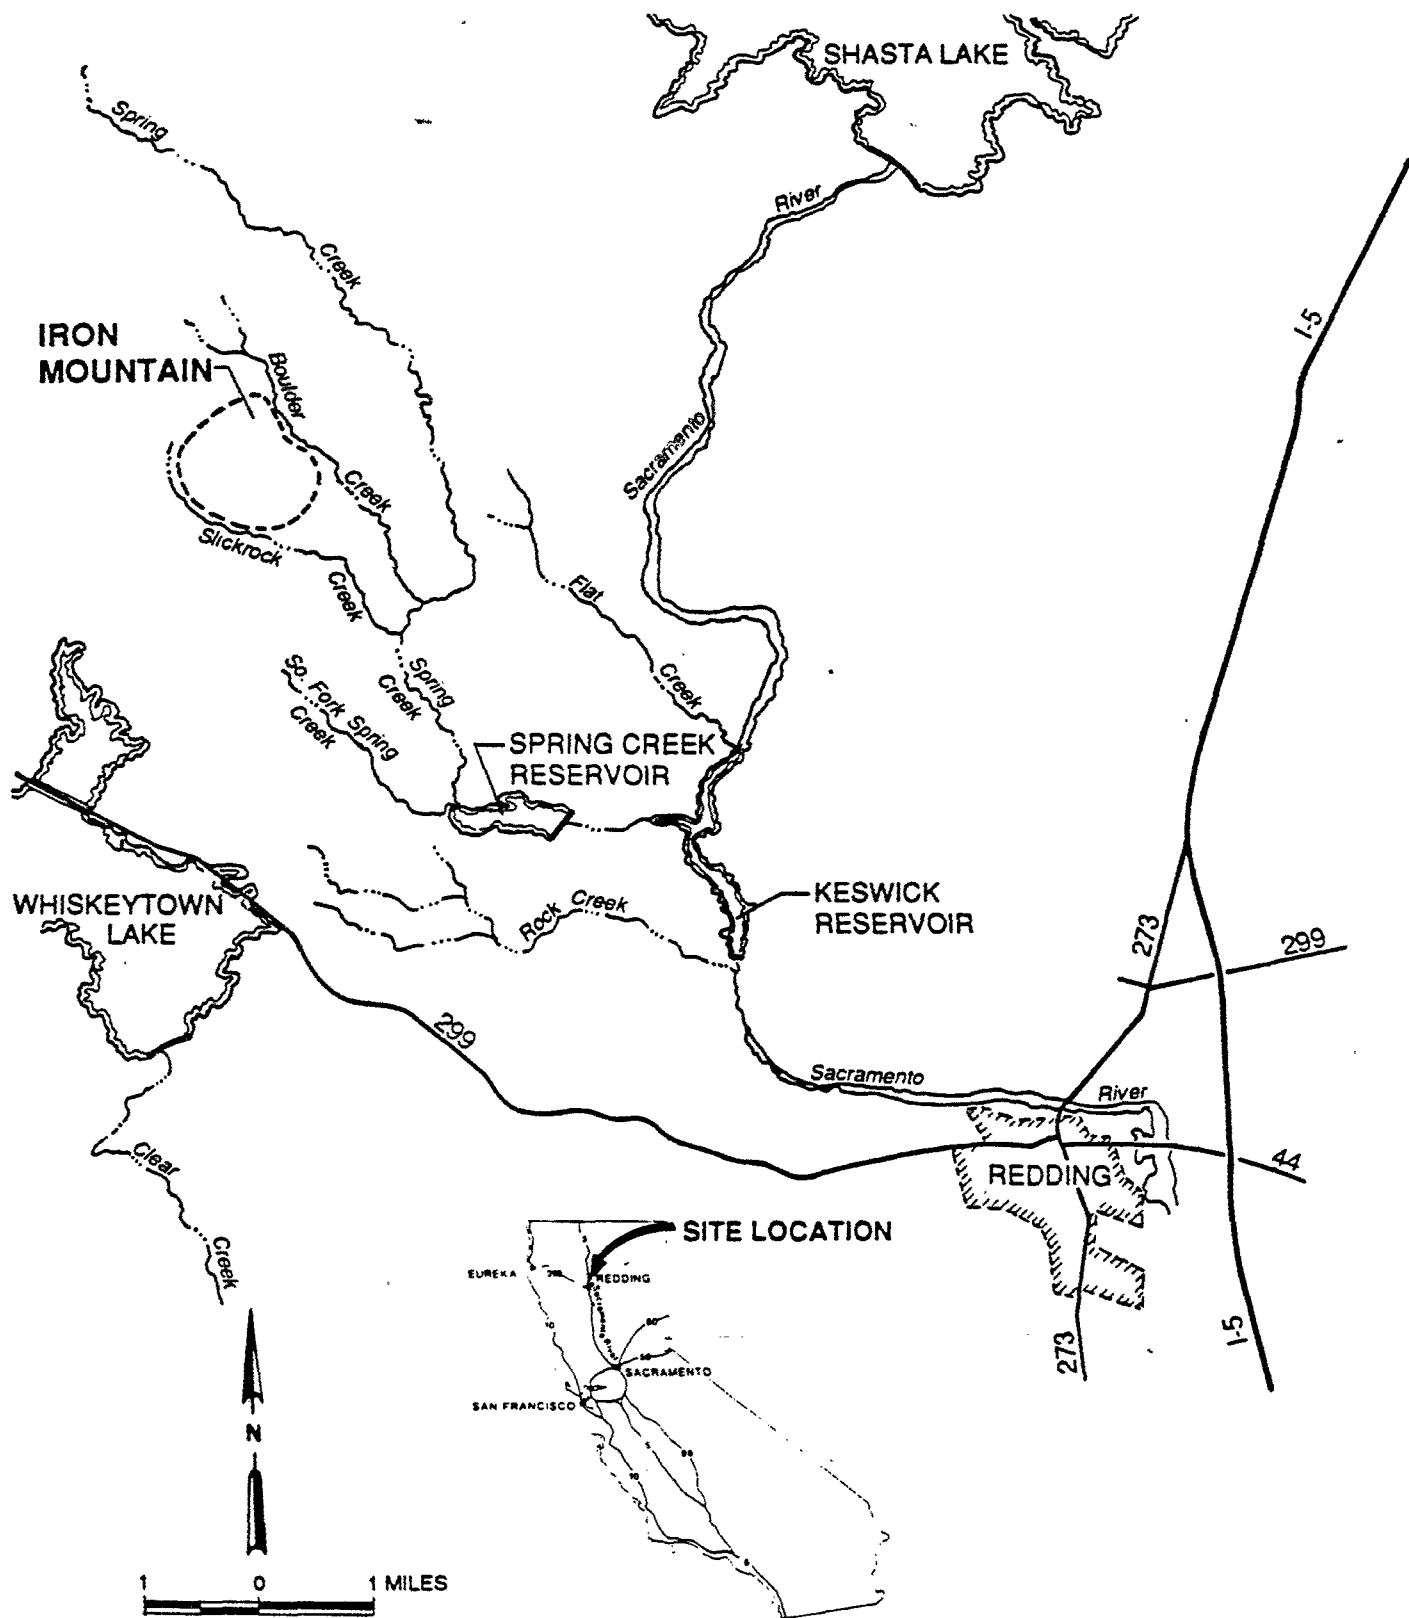 SHASTA LAKE
Spring
Creek
River
I-5
IRON
MOUNTAIN
Boulder
Creek
Sacramento
Slickrock
Creek
Flat
Creek
Spring
Creek
So. Fork Spring
Creek
SPRING CREEK
RESERVOIR
WHISKEYTOWN
LAKE
Rock Creek
KESWICK
RESERVOIR
273
299
299
Sacramento
River
Clear
Creek
REDDING
44
273
I-5
SITE LOCATION
EUREKA
REDDING
Sacramento River
SACRAMENTO
SAN FRANCISCO
N
1 0 1 MILES